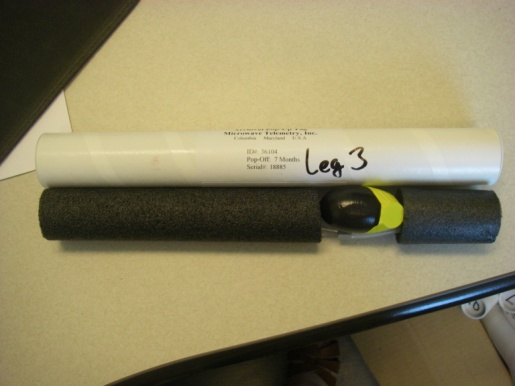 Microwave Telemetry, Inc.
Columbia Maryland U S A
ID#: 36104
Pop-Off: 7 Months
Serial#: 18885
Leg 3